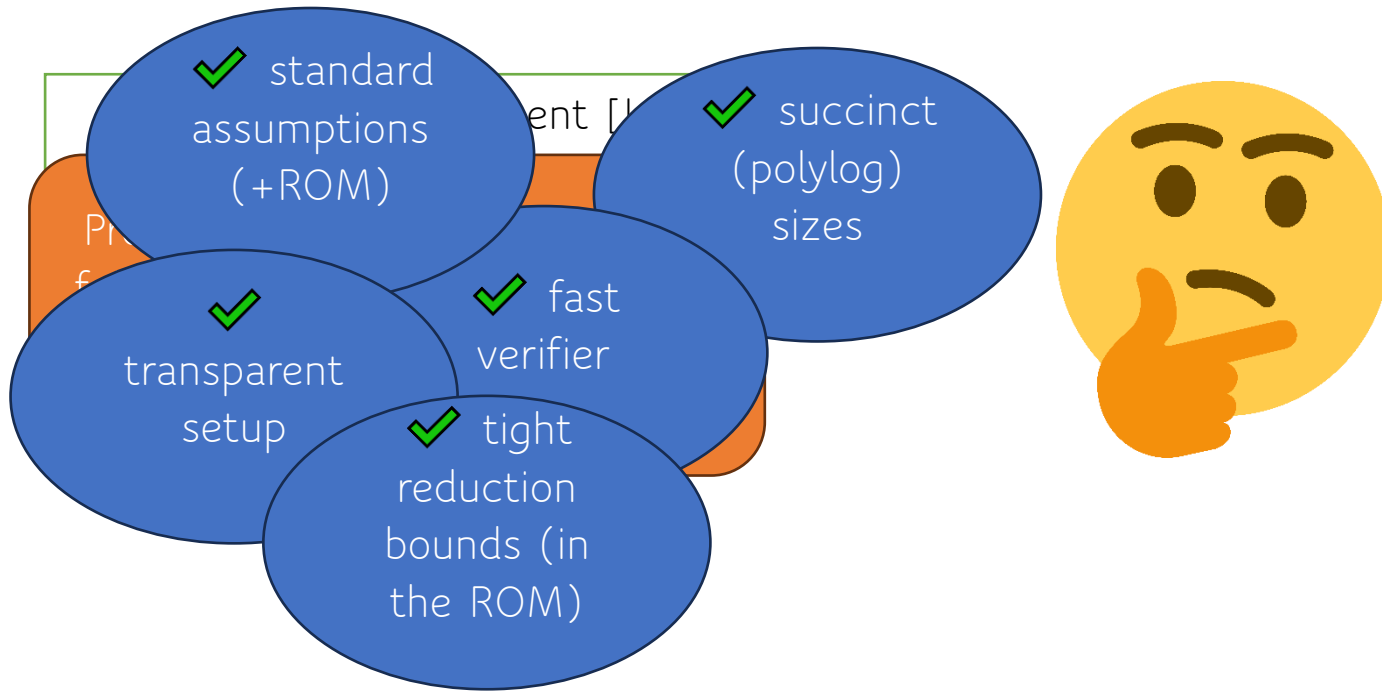 ✔ standard
assumptions
(+ROM)
ent [
✔ succinct
(polylog)
sizes
✔ fast
verifier
✔
transparent
setup
✔ tight
reduction
bounds (in
the ROM)